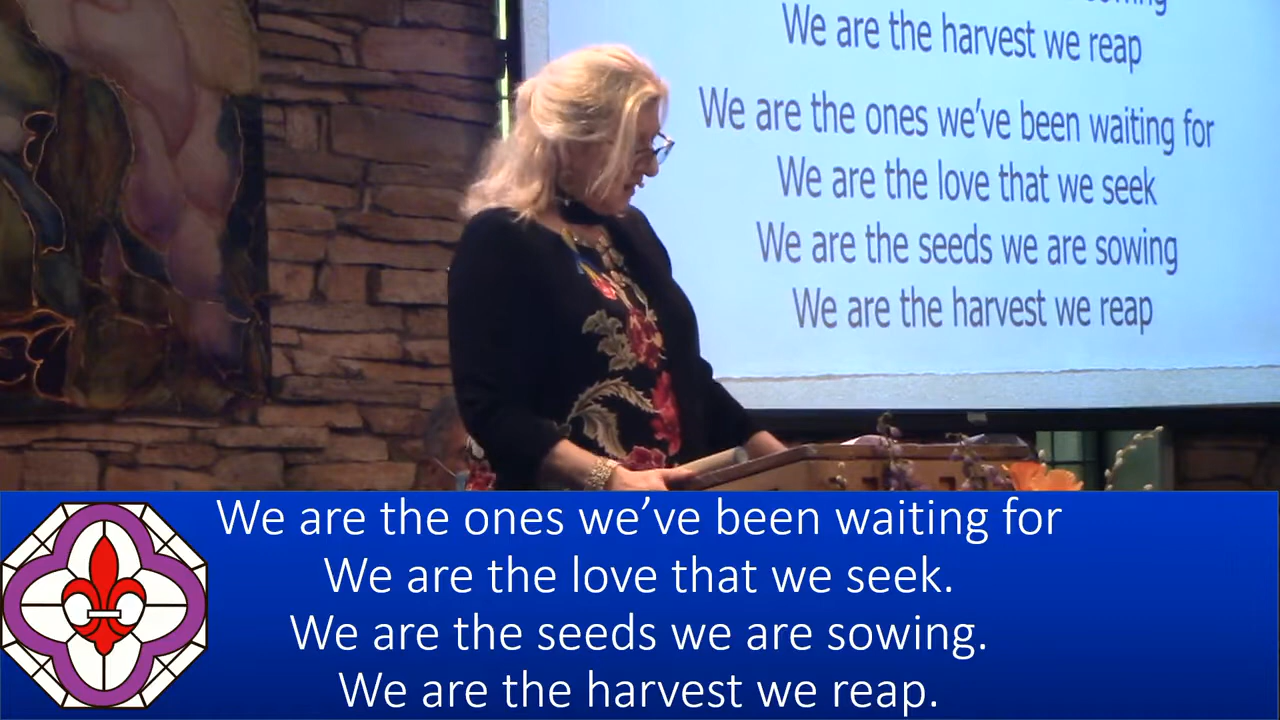 We are the harvest we reap
We are the ones we've been waiting for
We are the love that we seek
We are the seeds we are sowing
We are the harvest we reap
We are the ones we've been waiting for
We are the love that we seek.
We are the seeds we are sowing.
We are the harvest we reap.